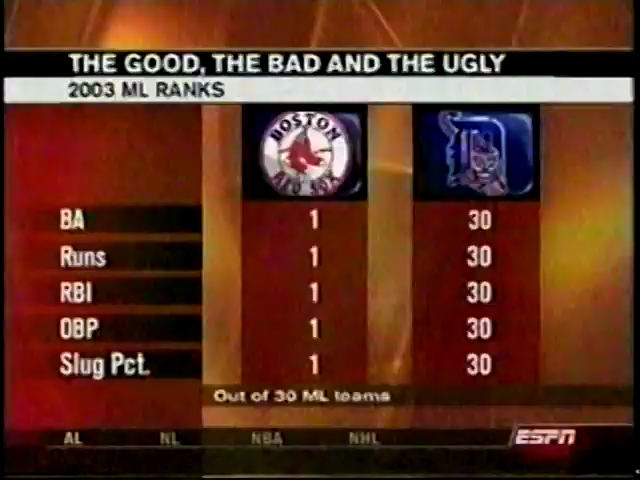 THE GOOD, THE BAD AND THE UGLY
2003 ML RANKS
BOSTON
RED SOX
D
BA 1 30
Runs 1 30
RBI 1 30
OBP 1 30
Slug Pct. 1 30
Out of 30 ML teams
AL NL NBA NHL ESPN